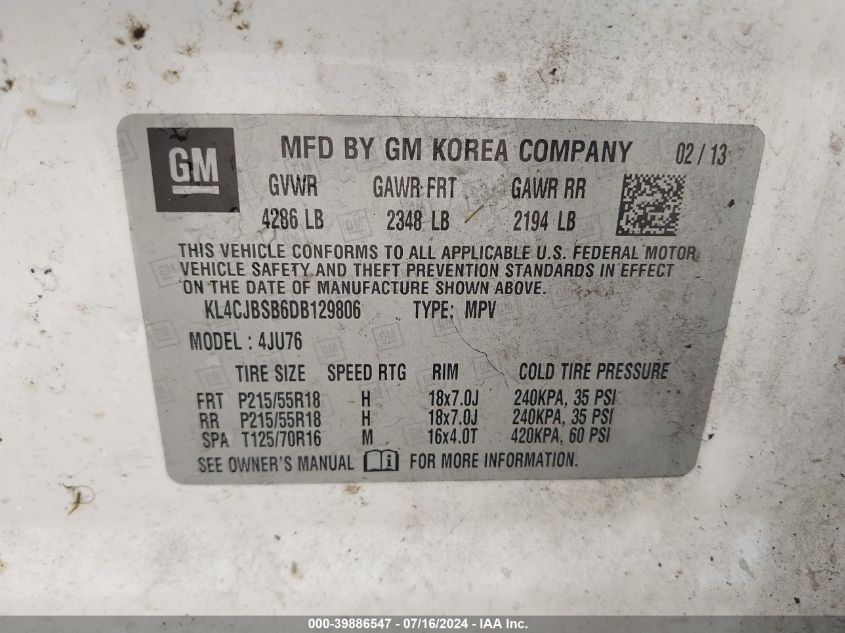 GM MFD BY GM KOREA COMPANY 02 / 13
GVWR GAWR FRT GAWR RR
4286 LB 2348 LB 2194 LB
THIS VEHICLE CONFORMS TO ALL APPLICABLE U.S. FEDERAL MOTOR
VEHICLE SAFETY AND THEFT PREVENTION STANDARDS IN EFFECT
ON THE DATE OF MANUFACTURE SHOWN ABOVE.
KL4CJBSB6DB129806 TYPE: MPV
MODEL : 4JU76
TIRE SIZE SPEED RTG RIM COLD TIRE PRESSURE
FRT P215/55R18 H 18x7.0J 240KPA, 35 PSI
RR P215/55R18 H 18x7.0J 240KPA, 35 PSI
SPA T125/70R16 M 16x4.0T 420KPA, 60 PSI
SEE OWNER'S MANUAL FOR MORE INFORMATION.
000-39886547 - 07/16/2024 - IAA Inc.